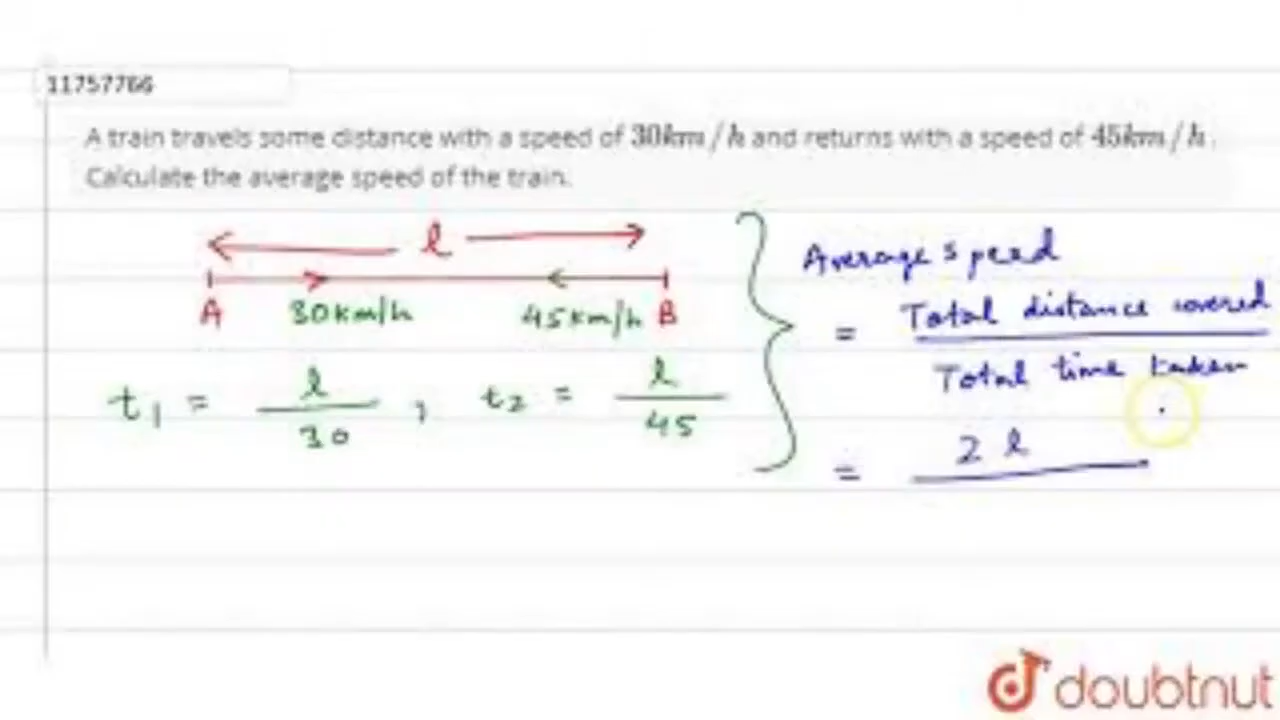 11757766
A train travels some distance with a speed of 30km/h and returns with a speed of 45km/h.
Calculate the average speed of the train.
l
A 30km/h 45km/h B
t1 = l/30 , t2 = l/45
Average speed
= Total distance covered
Total time taken
= 2l
doubtnut